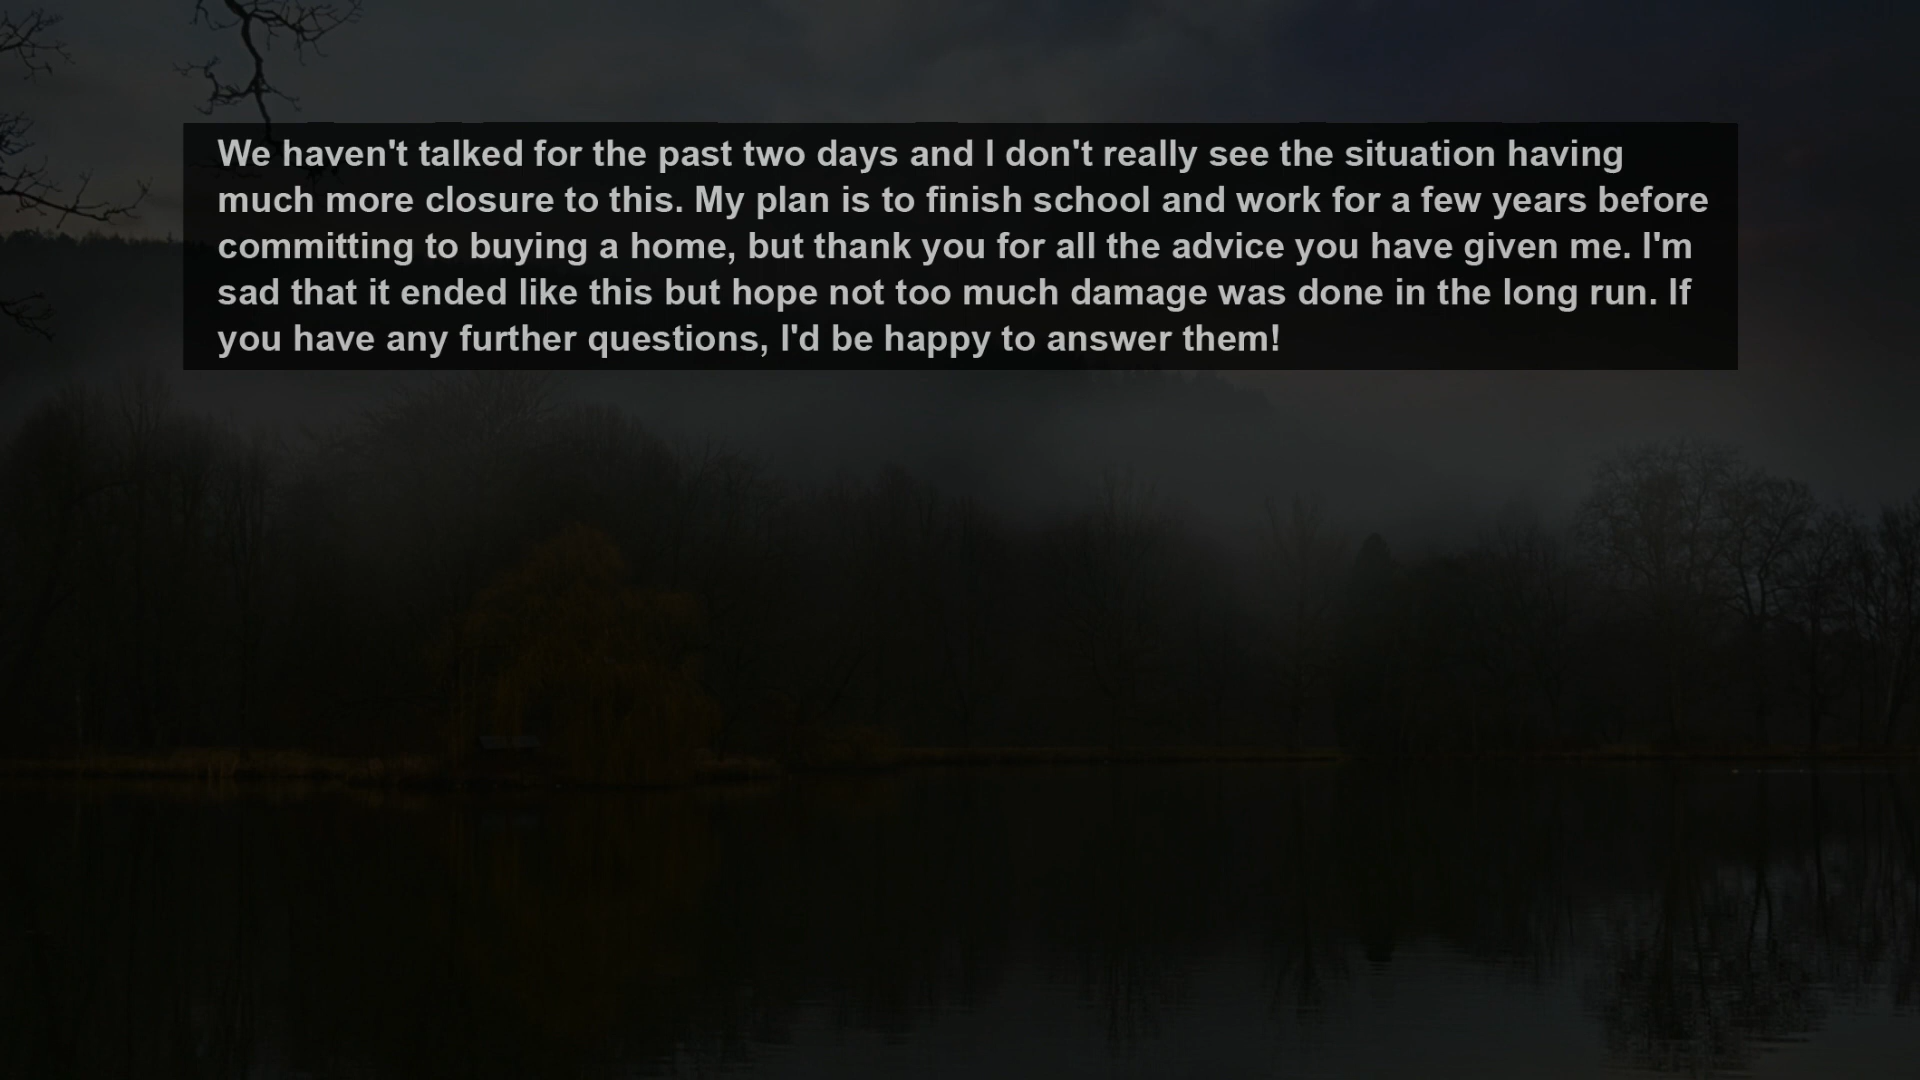 We haven't talked for the past two days and I don't really see the situation having
much more closure to this. My plan is to finish school and work for a few years before
committing to buying a home, but thank you for all the advice you have given me. I'm
sad that it ended like this but hope not too much damage was done in the long run. If
you have any further questions, I'd be happy to answer them!